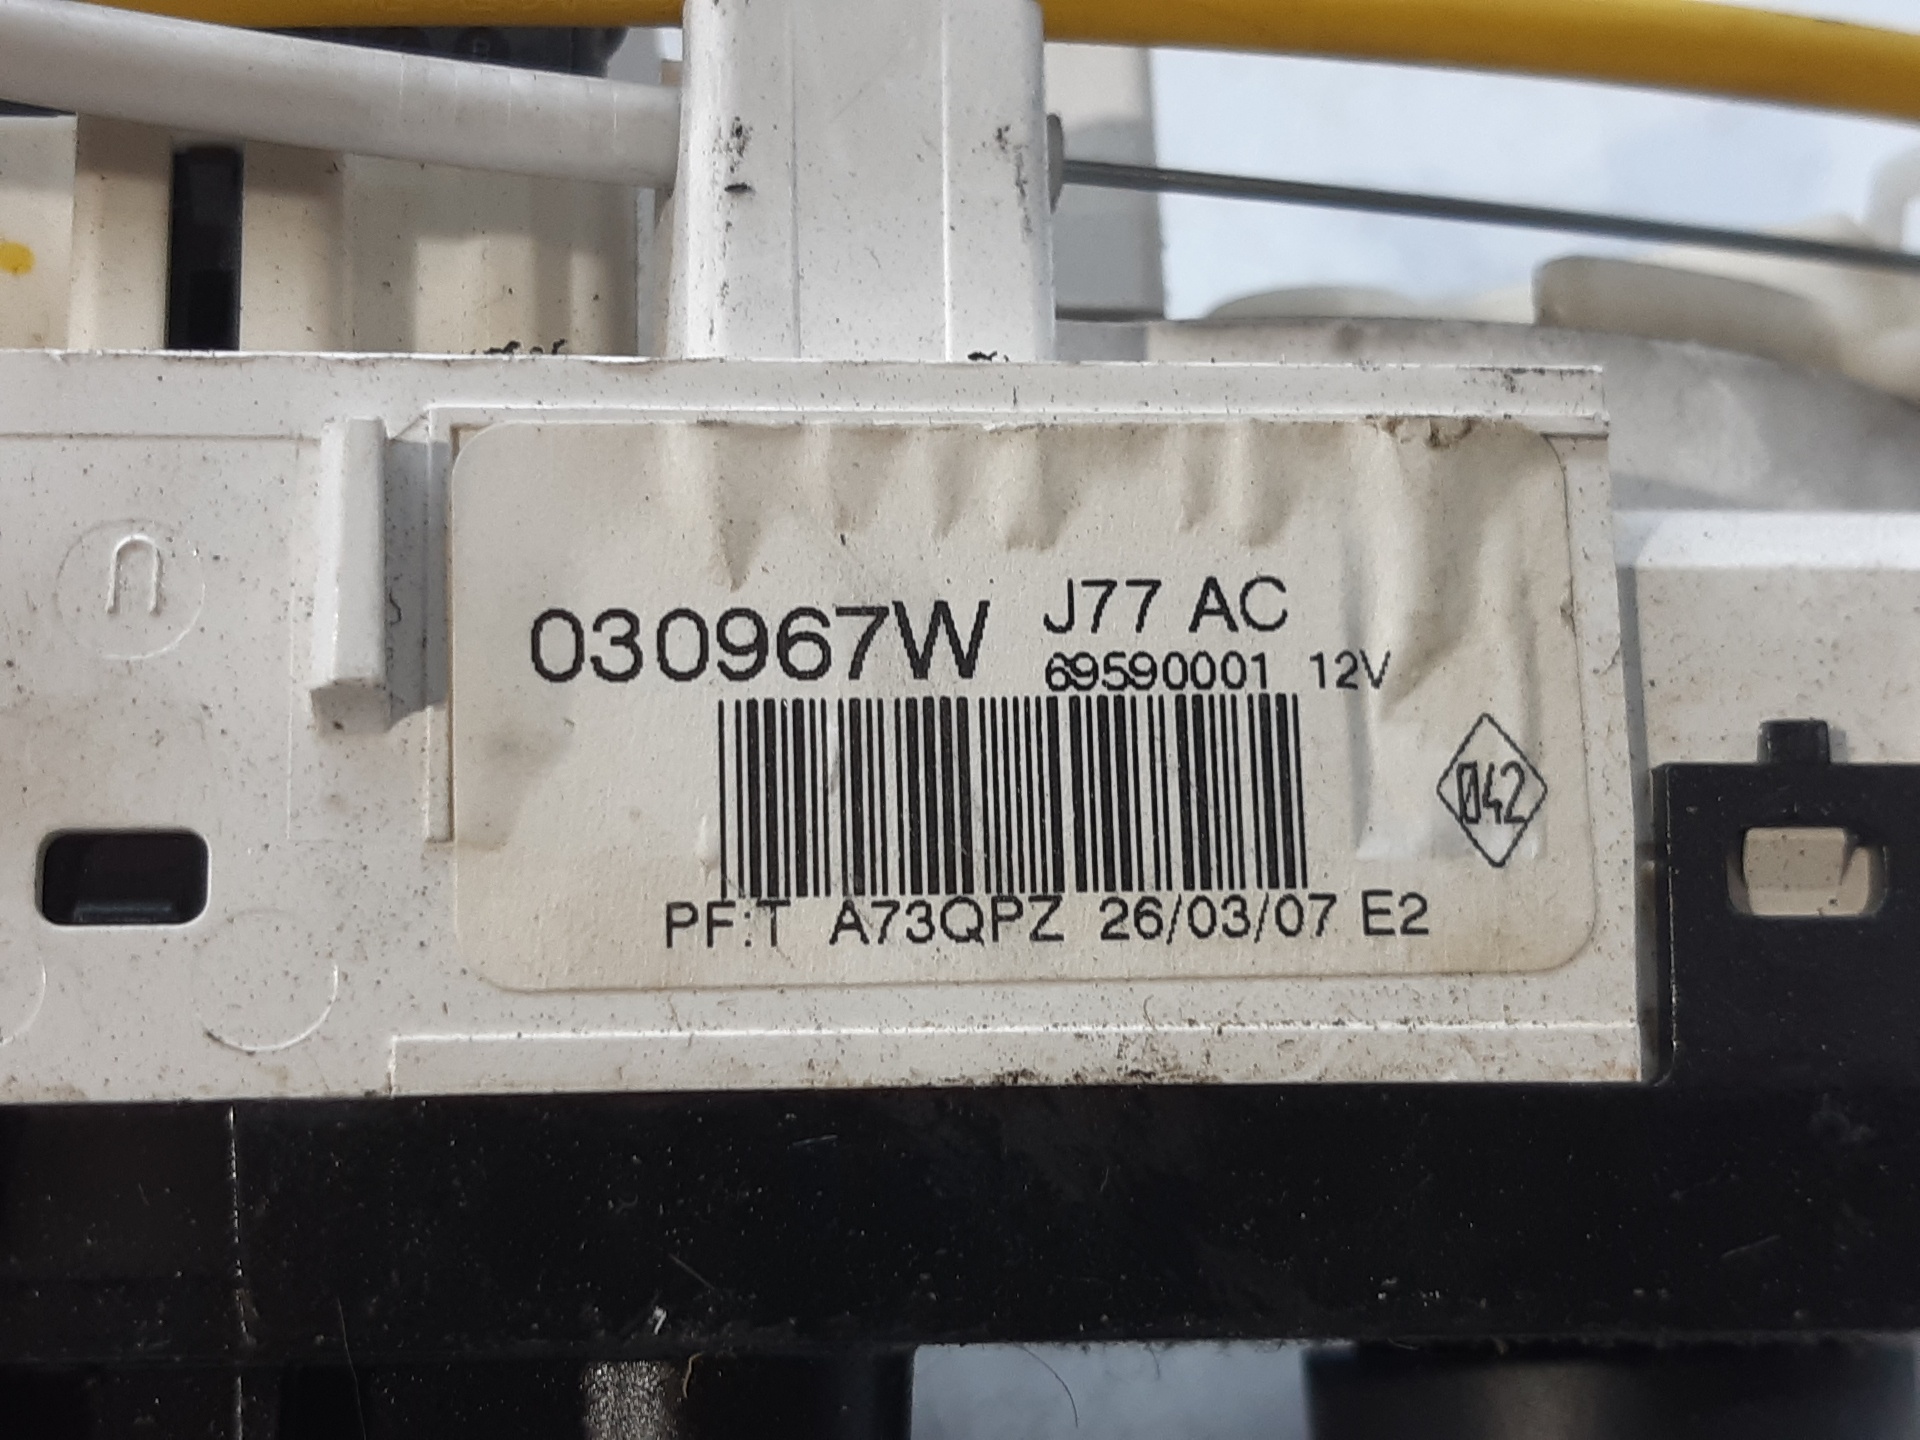 030967W J77 AC
69590001 12V
042
PF:T A73QPZ 26/03/07 E2